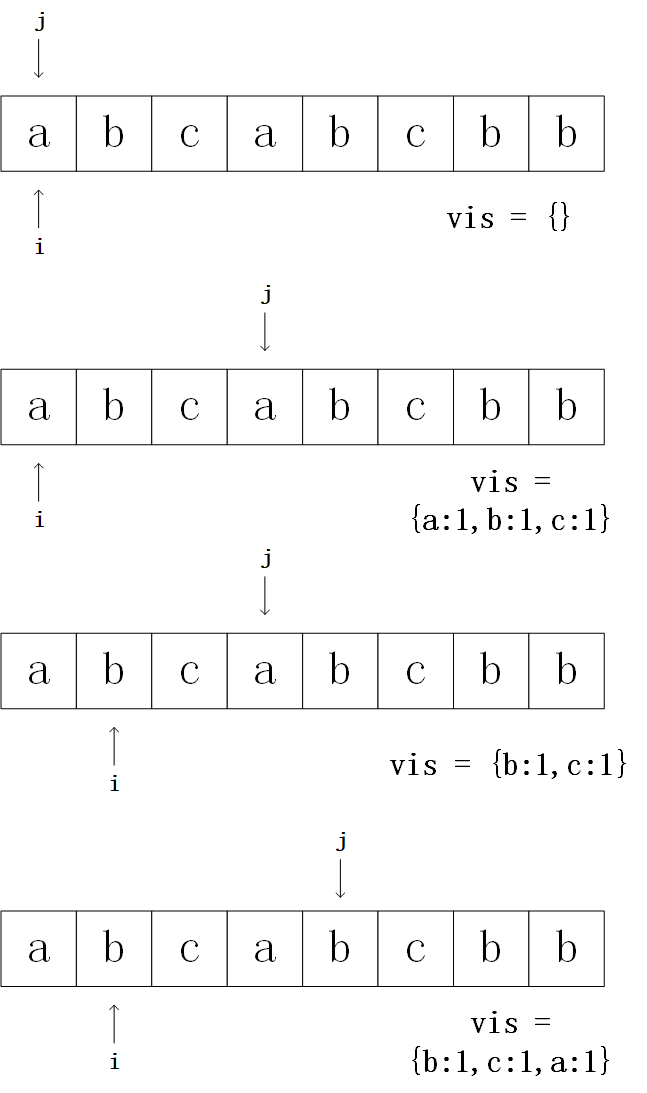 j
a b c a b c b b
i
vis = {}
j
a b c a b c b b
i
vis =
{a:1, b:1, c:1}
j
a b c a b c b b
i
vis = {b:1, c:1}
j
a b c a b c b b
i
vis =
{b:1, c:1, a:1}